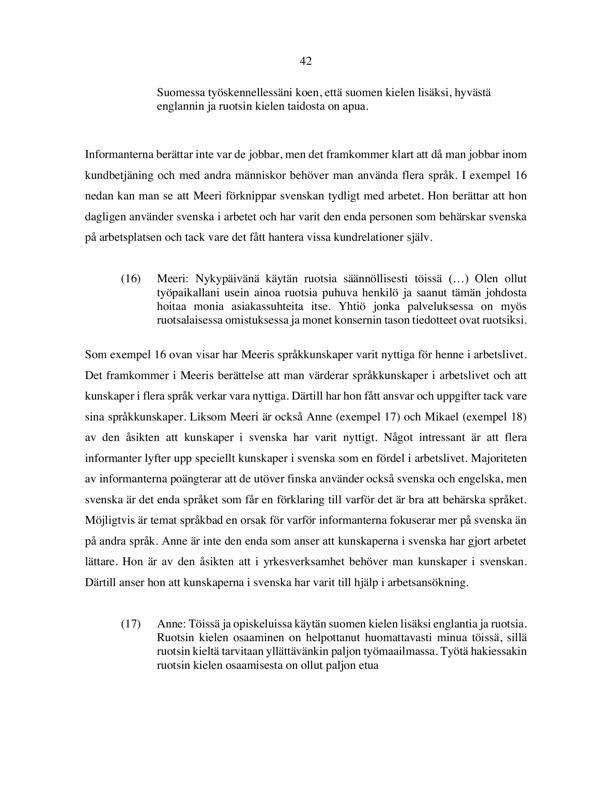 42
Suomessa työskennellessäni koen, että suomen kielen lisäksi, hyvästä
englannin ja ruotsin kielen taidosta on apua.
Informanterna berättar inte var de jobbar, men det framkommer klart att då man jobbar inom
kundbetjäning och med andra människor behöver man använda flera språk. I exempel 16
nedan kan man se att Meeri förknippar svenskan tydligt med arbetet. Hon berättar att hon
dagligen använder svenska i arbetet och har varit den enda personen som behärskar svenska
på arbetsplatsen och tack vare det fått hantera vissa kundrelationer själv.
(16) Meeri: Nykypäivänä käytän ruotsia säännöllisesti töissä (…) Olen ollut
työpaikallani usein ainoa ruotsia puhuva henkilö ja saanut tämän johdosta
hoitaa monia asiakassuhteita itse. Yhtiö jonka palveluksessa on myös
ruotsalaisessa omistuksessa ja monet konsernin tason tiedotteet ovat ruotsiksi.
Som exempel 16 ovan visar har Meeris språkkunskaper varit nyttiga för henne i arbetslivet.
Det framkommer i Meeris berättelse att man värderar språkkunskaper i arbetslivet och att
kunskaper i flera språk verkar vara nyttiga. Därtill har hon fått ansvar och uppgifter tack vare
sina språkkunskaper. Liksom Meeri är också Anne (exempel 17) och Mikael (exempel 18)
av den åsikten att kunskaper i svenska har varit nyttigt. Något intressant är att flera
informanter lyfter upp speciellt kunskaper i svenska som en fördel i arbetslivet. Majoriteten
av informanterna poängterar att de utöver finska använder också svenska och engelska, men
svenska är det enda språket som får en förklaring till varför det är bra att behärska språket.
Möjligtvis är temat språkbad en orsak för varför informanterna fokuserar mer på svenska än
på andra språk. Anne är inte den enda som anser att kunskaperna i svenska har gjort arbetet
lättare. Hon är av den åsikten att i yrkesverksamhet behöver man kunskaper i svenskan.
Därtill anser hon att kunskaperna i svenska har varit till hjälp i arbetsansökning.
(17) Anne: Töissä ja opiskeluissa käytän suomen kielen lisäksi englantia ja ruotsia.
Ruotsin kielen osaaminen on helpottanut huomattavasti minua töissä, sillä
ruotsin kieltä tarvitaan yllättävänkin paljon työmaailmassa. Työtä hakiessakin
ruotsin kielen osaamisesta on ollut paljon etua